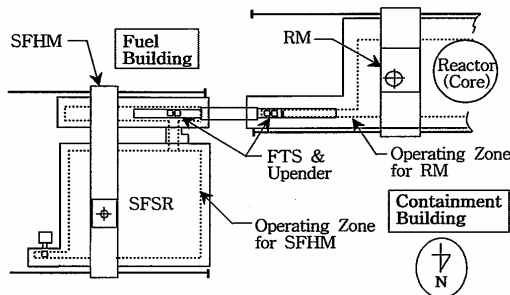 SFHM
Fuel
Building
RM
Reactor
(Core)
FTS &
Upender
Operating Zone
for RM
SFSR
Operating Zone
for SFHM
Containment
Building
N